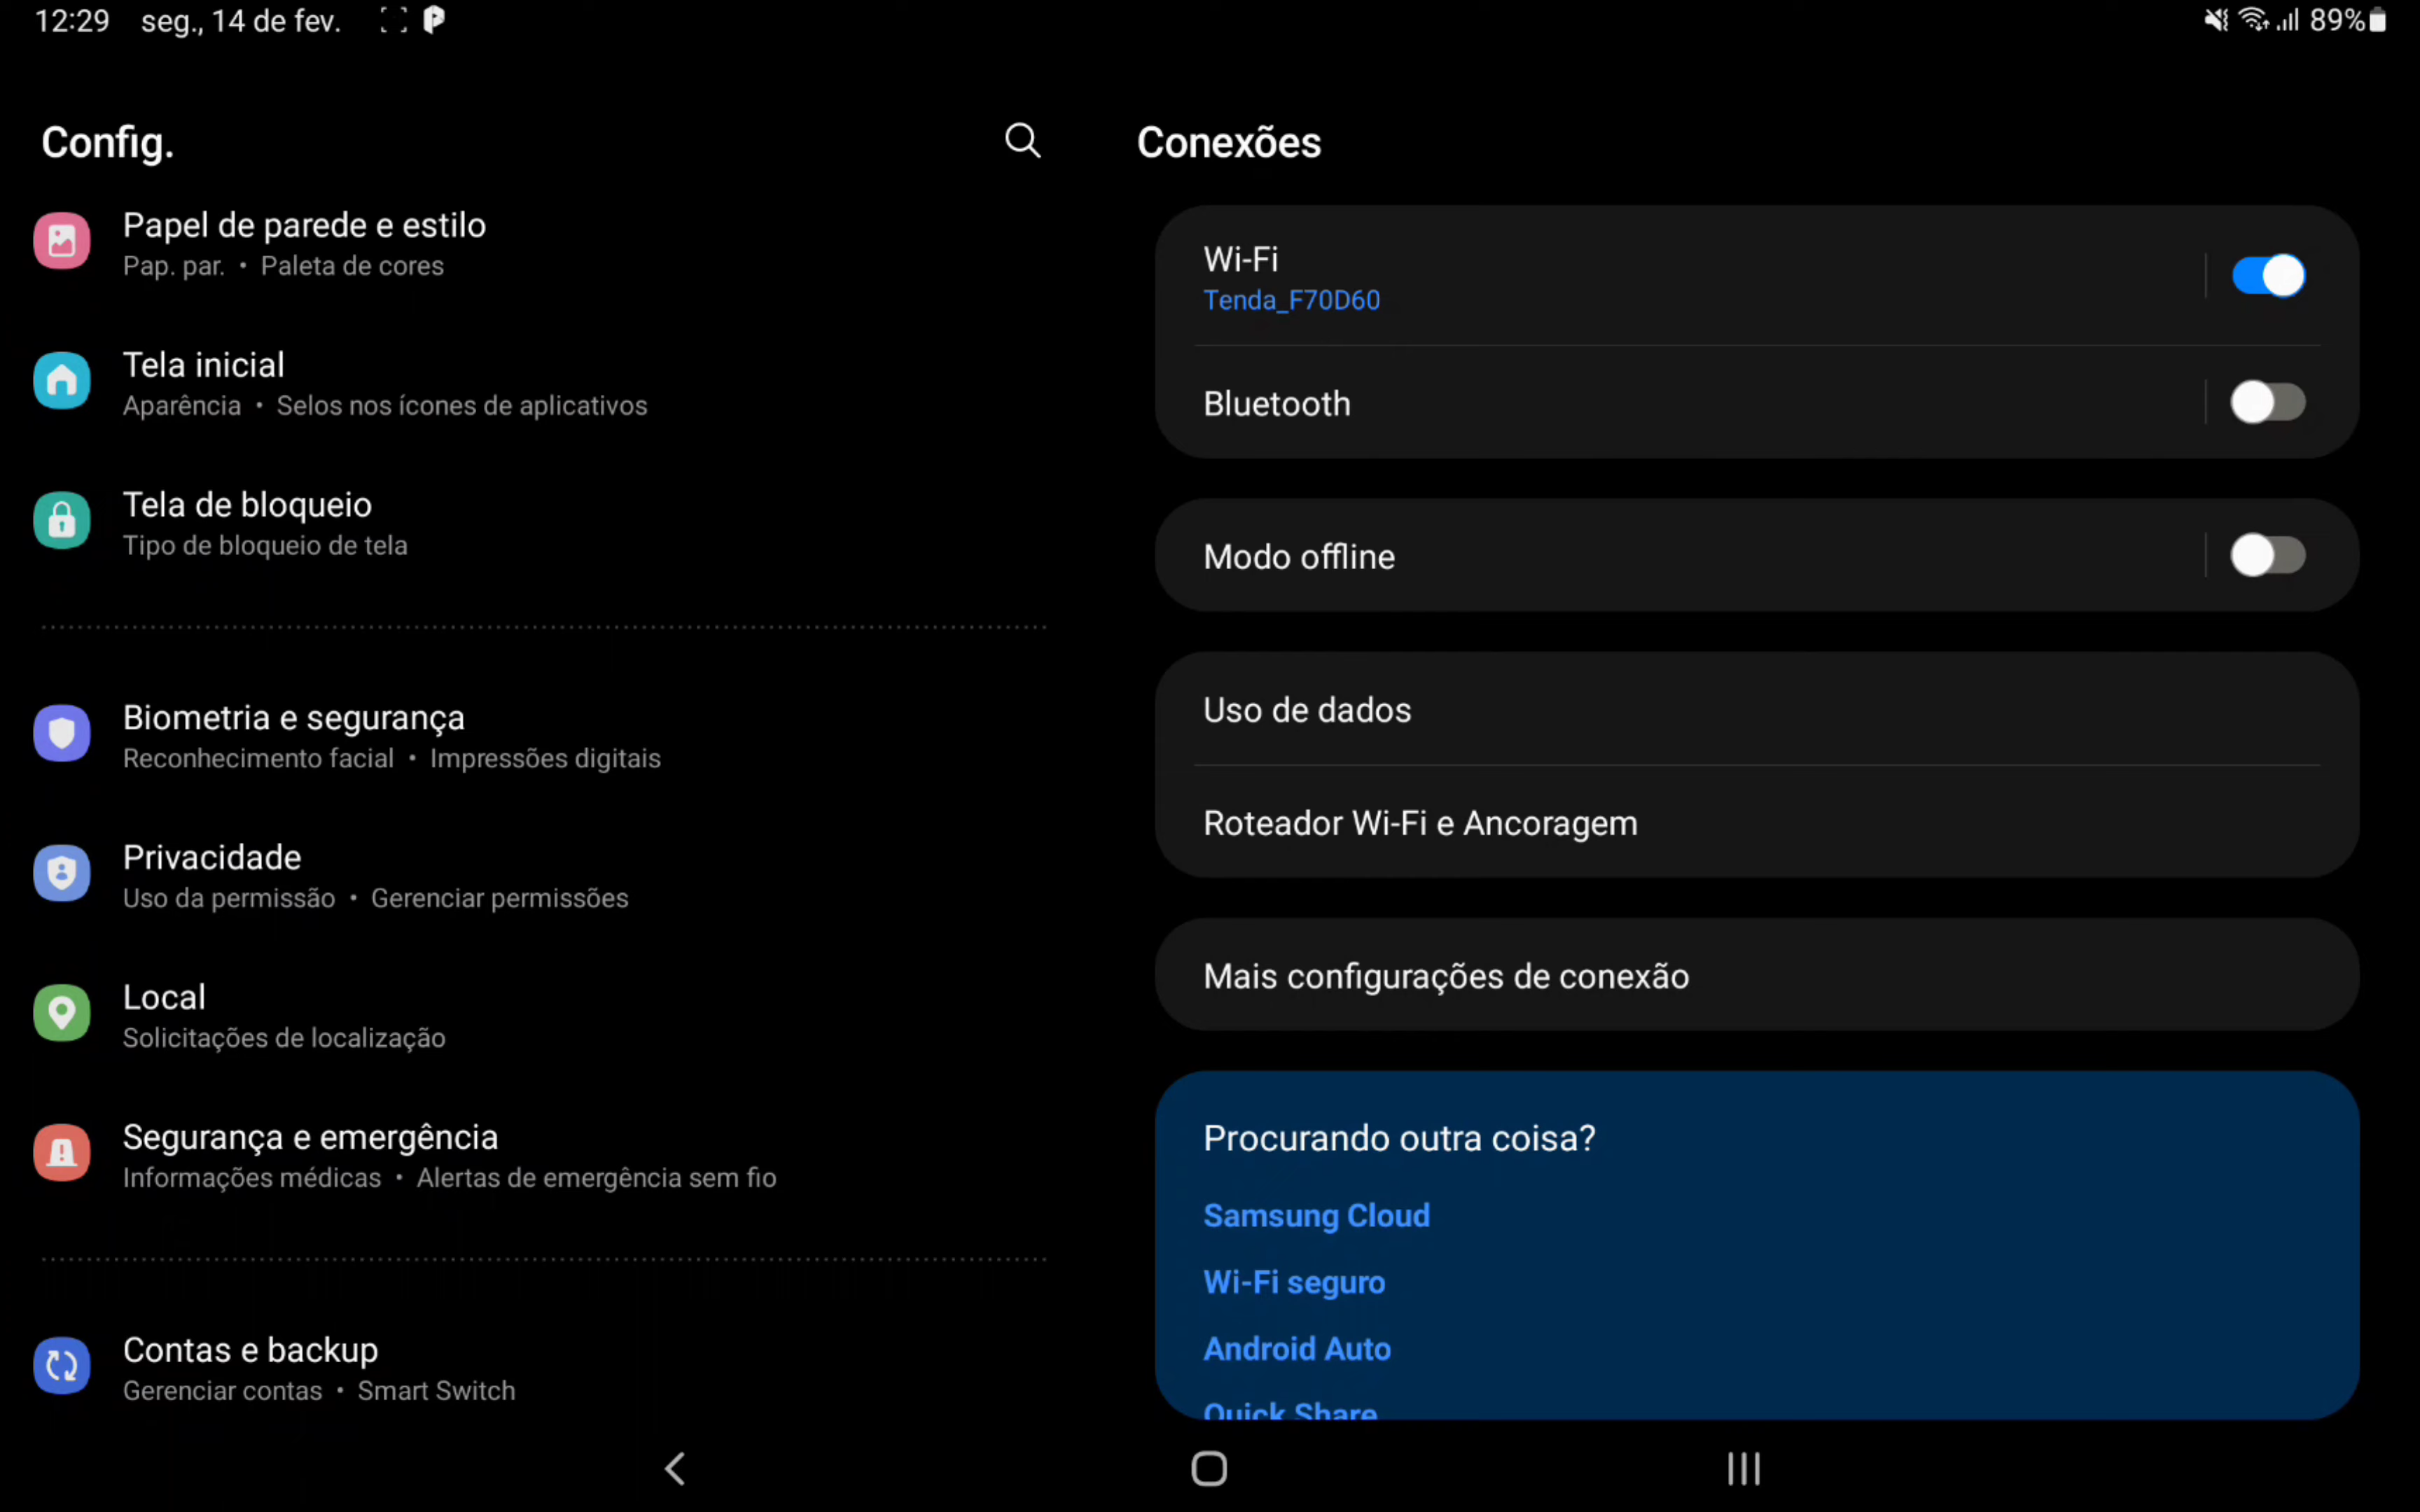 12:29 seg., 14 de fev.
89%
Config.
Papel de parede e estilo
Pap. par. • Paleta de cores
Tela inicial
Aparência • Selos nos ícones de aplicativos
Tela de bloqueio
Tipo de bloqueio de tela
Biometria e segurança
Reconhecimento facial • Impressões digitais
Privacidade
Uso da permissão • Gerenciar permissões
Local
Solicitações de localização
Segurança e emergência
Informações médicas • Alertas de emergência sem fio
Contas e backup
Gerenciar contas • Smart Switch
Conexões
Wi-Fi
Tenda_F70D60
Bluetooth
Modo offline
Uso de dados
Roteador Wi-Fi e Ancoragem
Mais configurações de conexão
Procurando outra coisa?
Samsung Cloud
Wi-Fi seguro
Android Auto
Quick Share